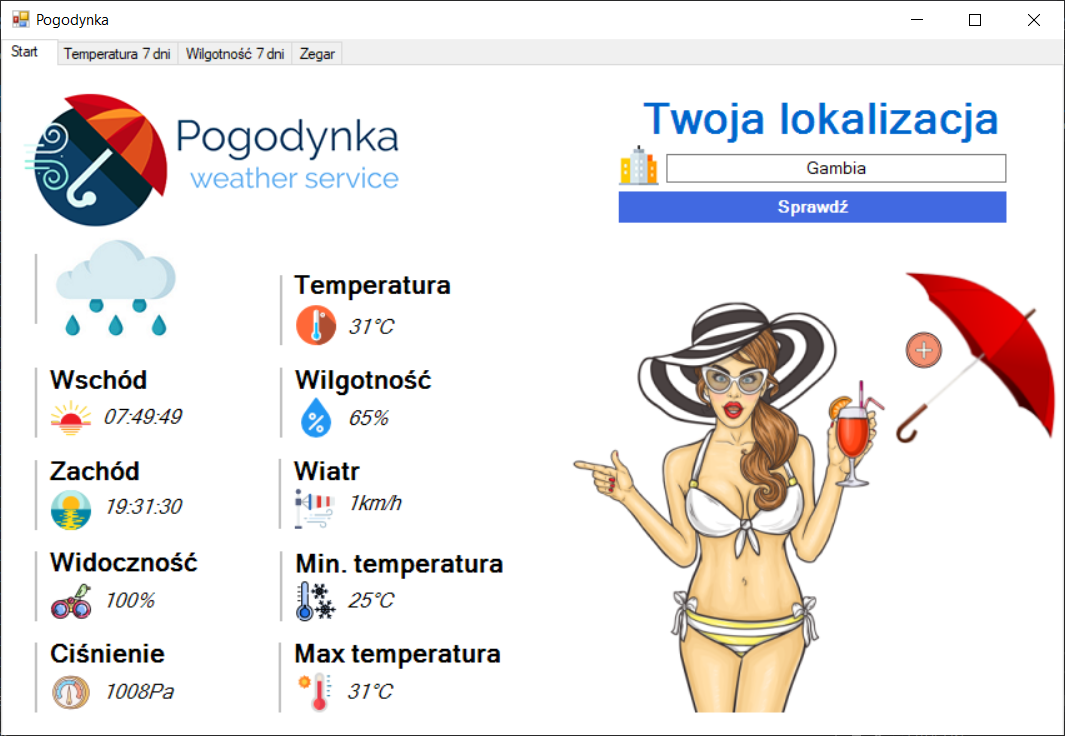 Pogodynka
Start
Temperatura 7 dni
Wilgotność 7 dni
Zegar
Pogodynka
weather service
Twoja lokalizacja
Gambia
Sprawdź
Temperatura
31°C
Wschód
07:49:49
Wilgotność
65%
Zachód
19:31:30
Wiatr
1km/h
Widoczność
100%
Min. temperatura
25°C
Ciśnienie
1008Pa
Max temperatura
31°C